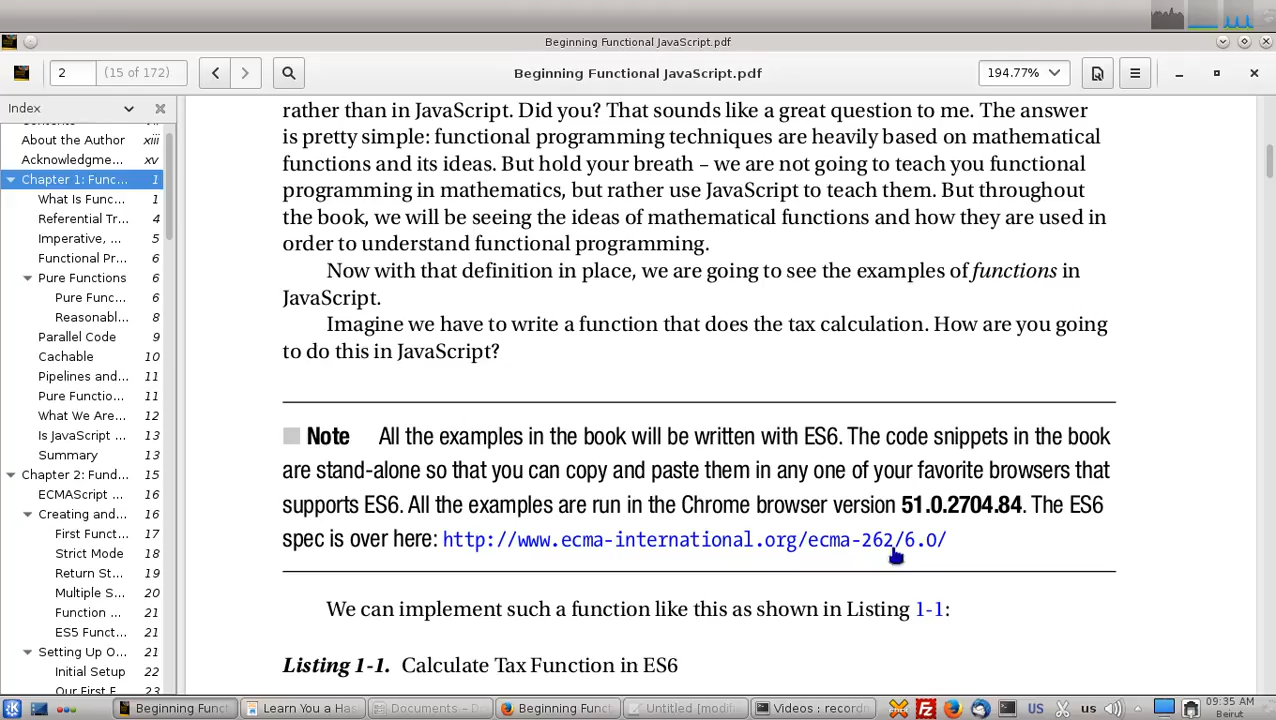 Beginning Functional JavaScript.pdf
2 (15 of 172) Beginning Functional JavaScript.pdf 194.77%
Index
About the Author xiii
Acknowledgme... xv
Chapter 1: Func... 1
What Is Func... 1
Referential Tr... 4
Imperative, ... 5
Functional Pr... 6
Pure Functions 6
Pure Func... 6
Reasonabl... 8
Parallel Code 9
Cachable 10
Pipelines and... 11
Pure Functio... 11
What We Are... 12
Is JavaScript ... 13
Summary 13
Chapter 2: Fund... 15
ECMAScript ... 16
Creating and... 16
First Funct... 17
Strict Mode 18
Return St... 19
Multiple S... 20
Function ... 21
ES5 Funct... 21
Setting Up O... 21
Initial Setup 22
Our First F... 23
rather than in JavaScript. Did you? That sounds like a great question to me. The answer
is pretty simple: functional programming techniques are heavily based on mathematical
functions and its ideas. But hold your breath – we are not going to teach you functional
programming in mathematics, but rather use JavaScript to teach them. But throughout
the book, we will be seeing the ideas of mathematical functions and how they are used in
order to understand functional programming.
Now with that definition in place, we are going to see the examples of functions in
JavaScript.
Imagine we have to write a function that does the tax calculation. How are you going
to do this in JavaScript?
Note All the examples in the book will be written with ES6. The code snippets in the book
are stand-alone so that you can copy and paste them in any one of your favorite browsers that
supports ES6. All the examples are run in the Chrome browser version 51.0.2704.84. The ES6
spec is over here: http://www.ecma-international.org/ecma-262/6.0/
We can implement such a function like this as shown in Listing 1-1:
Listing 1-1. Calculate Tax Function in ES6
Beginning Funct Learn You a Has Documents – D Beginning Funct Untitled [modifi Videos : record US us 09:35 AM
Beirut